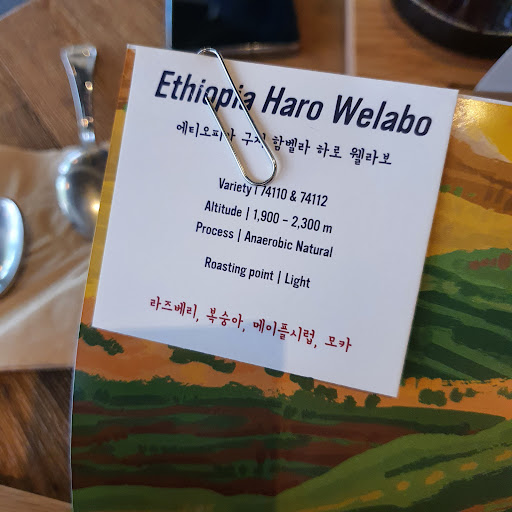 Ethiopia Haro Welabo
에티오피아 구지 함벨라 하로 웰라보
Variety | 74110 & 74112
Altitude | 1,900 – 2,300 m
Process | Anaerobic Natural
Roasting point | Light
라즈베리, 복숭아, 메이플시럽, 모카